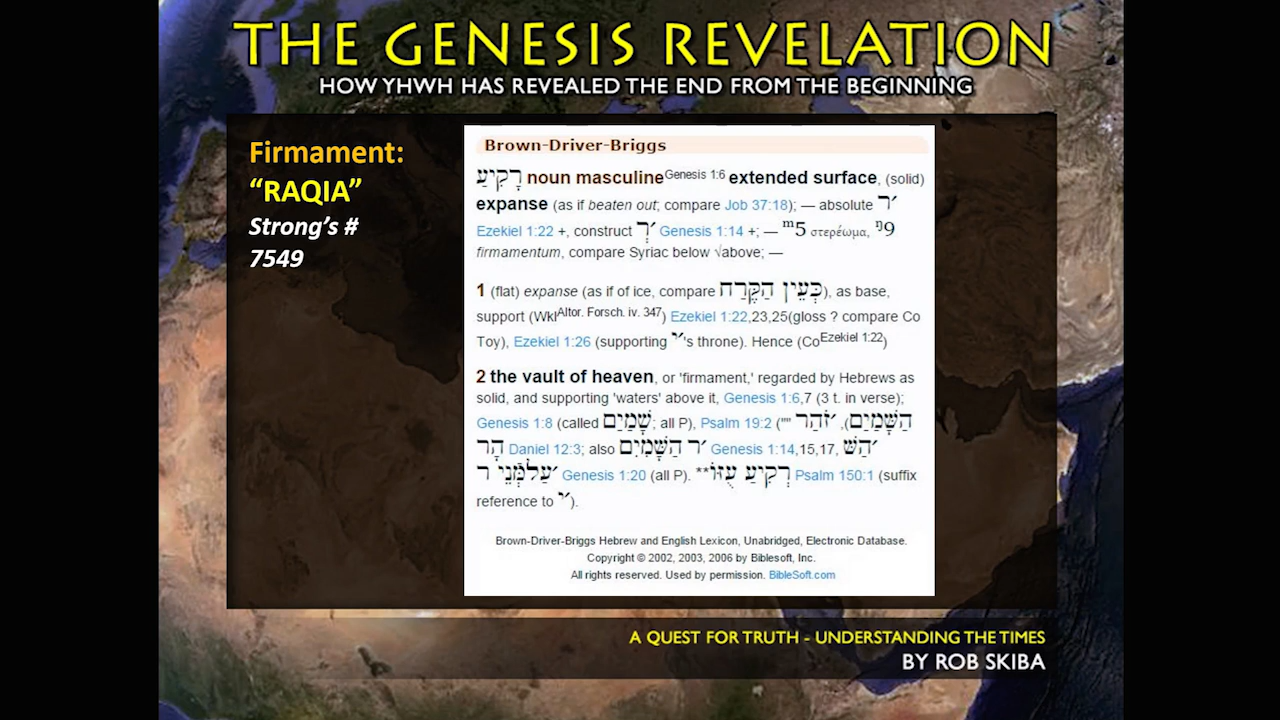 THE GENESIS REVELATION
HOW YHWH HAS REVEALED THE END FROM THE BEGINNING
Firmament:
“RAQIA”
Strong’s #
7549
Brown-Driver-Briggs
רָקִיעַ noun masculine Genesis 1:6 extended surface, (solid)
expanse (as if beaten out; compare Job 37:18); — absolute ר׳
Ezekiel 1:22 +, construct רְ׳ Genesis 1:14 +; — ᵐ5 στερέωμα, ᵑ9
firmamentum, compare Syriac below √above; —
1 (flat) expanse (as if of ice, compare כְּעֵין הַקֶּרַח), as base,
support (Wkl Altor. Forsch. iv. 347) Ezekiel 1:22,23,25(gloss ? compare Co
Toy), Ezekiel 1:26 (supporting י׳'s throne). Hence (Co Ezekiel 1:22)
2 the vault of heaven, or 'firmament,' regarded by Hebrews as
solid, and supporting 'waters' above it, Genesis 1:6,7 (3 t. in verse);
Genesis 1:8 (called שָׁמַיַם; all P), Psalm 19:2 ("" הַשָּׁמַיַם), ׳זֹהַר
הָר Daniel 12:3; also ר׳ הַשָּׁמִיִם Genesis 1:14,15,17, הַשּׁ׳
עַלמְּֿנֵי ר׳ Genesis 1:20 (all P). **רְקִיעַ עֻזּוֺ Psalm 150:1 (suffix
reference to י׳).
Brown-Driver-Briggs Hebrew and English Lexicon, Unabridged, Electronic Database.
Copyright © 2002, 2003, 2006 by Biblesoft, Inc.
All rights reserved. Used by permission. BibleSoft.com
A QUEST FOR TRUTH - UNDERSTANDING THE TIMES
BY ROB SKIBA